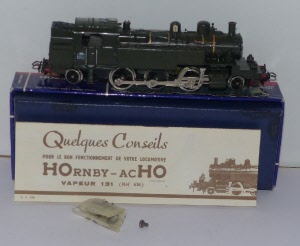 Quelques Conseils
POUR LE BON FONCTIONNEMENT DE VOTRE LOCOMOTIVE
HORNBY-ACHO
VAPEUR 131